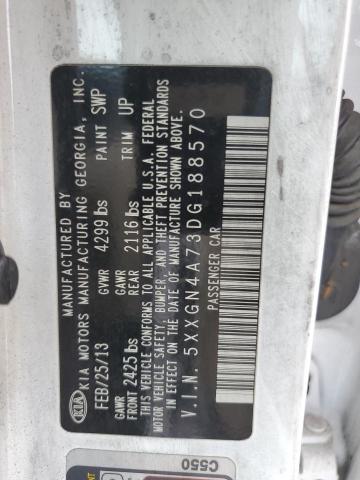 KIA
MANUFACTURED BY
KIA MOTORS MANUFACTURING GEORGIA, INC.
FEB/25/13 GVWR 4299 lbs PAINT SWP
GAWR FRONT 2425 lbs GAWR REAR 2116 lbs TRIM UP
THIS VEHICLE CONFORMS TO ALL APPLICABLE U.S.A. FEDERAL
MOTOR VEHICLE SAFETY, BUMPER, AND THEFT PREVENTION STANDARDS
IN EFFECT ON THE DATE OF MANUFACTURE SHOWN ABOVE.
V.I.N. 5XXGN4A73DG188570
PASSENGER CAR
C550